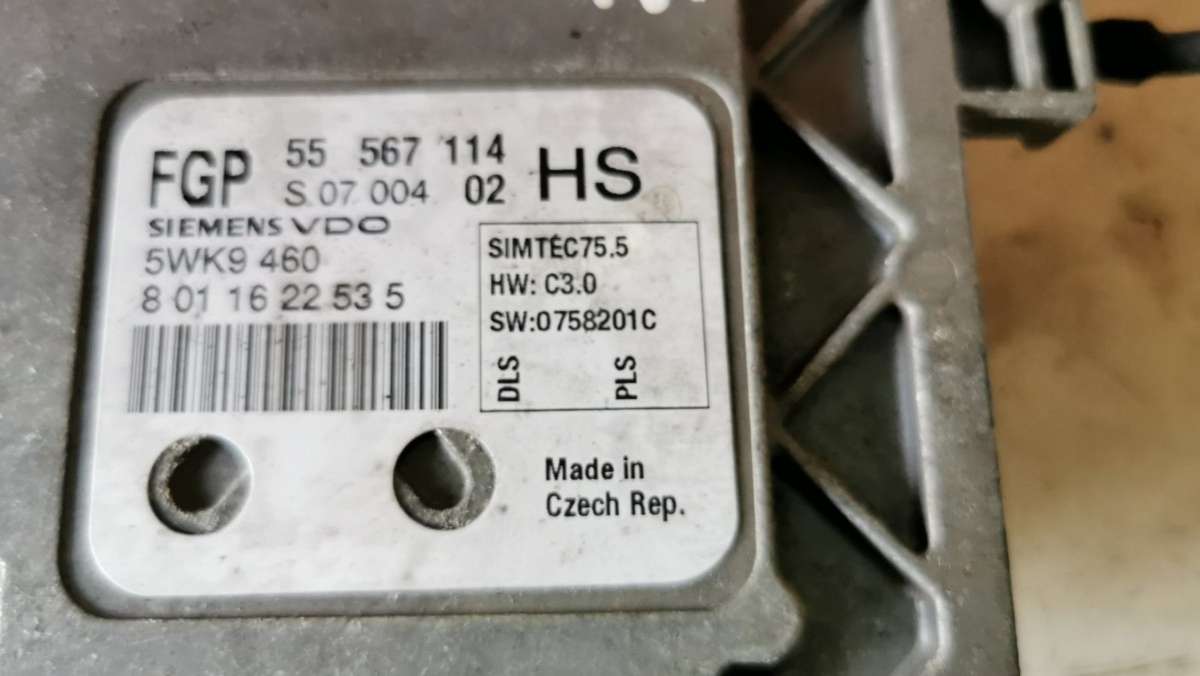 FGP 55 567 114 HS
S 07 004 02
SIEMENS VDO
5WK9 460
8 01 16 22 53 5
SIMTEC75.5
HW: C3.0
SW:0758201C
DLS PLS
Made in
Czech Rep.